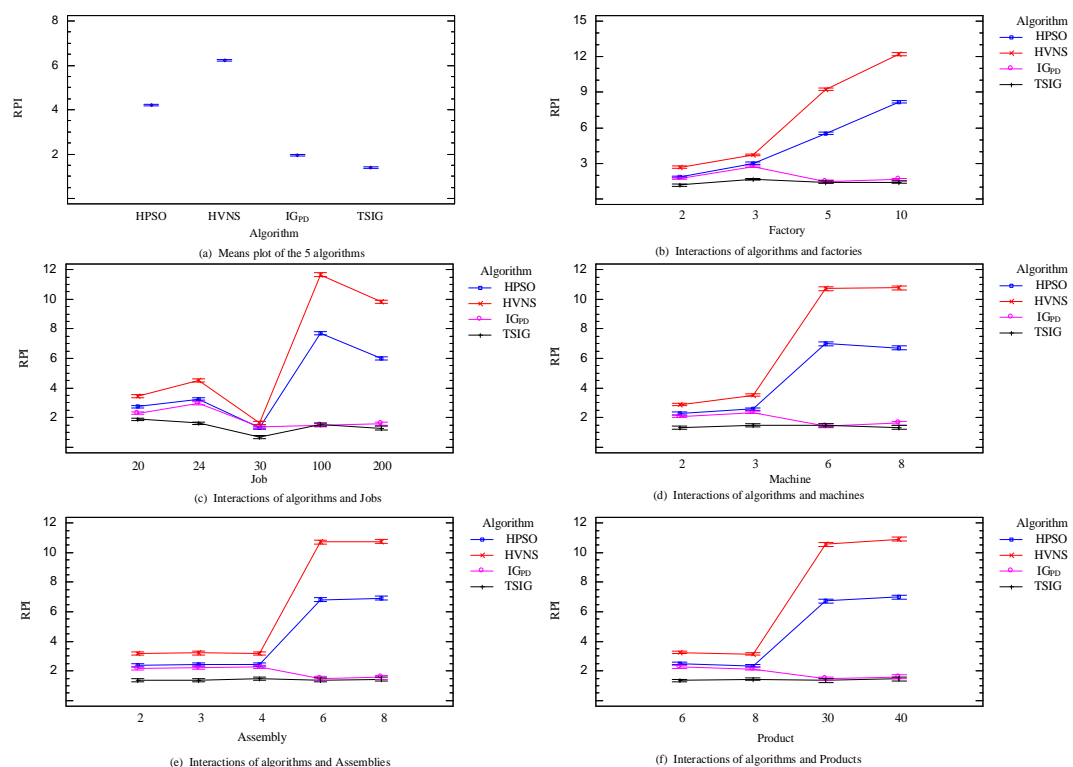 8
6
4
2
RPI
HPSO
HVNS
IGPD
TSIG
Algorithm
(a) Means plot of the 5 algorithms
15
12
9
6
3
RPI
2
3
5
10
Factory
Algorithm
HPSO
HVNS
IGPD
TSIG
(b) Interactions of algorithms and factories
12
10
8
6
4
2
RPI
20
24
30
100
200
Job
Algorithm
HPSO
HVNS
IGPD
TSIG
(c) Interactions of algorithms and Jobs
12
10
8
6
4
2
RPI
2
3
6
8
Machine
Algorithm
HPSO
HVNS
IGPD
TSIG
(d) Interactions of algorithms and machines
12
10
8
6
4
2
RPI
2
3
4
6
8
Assembly
Algorithm
HPSO
HVNS
IGPD
TSIG
(e) Interactions of algorithms and Assemblies
12
10
8
6
4
2
RPI
6
8
30
40
Product
Algorithm
HPSO
HVNS
IGPD
TSIG
(f) Interactions of algorithms and Products